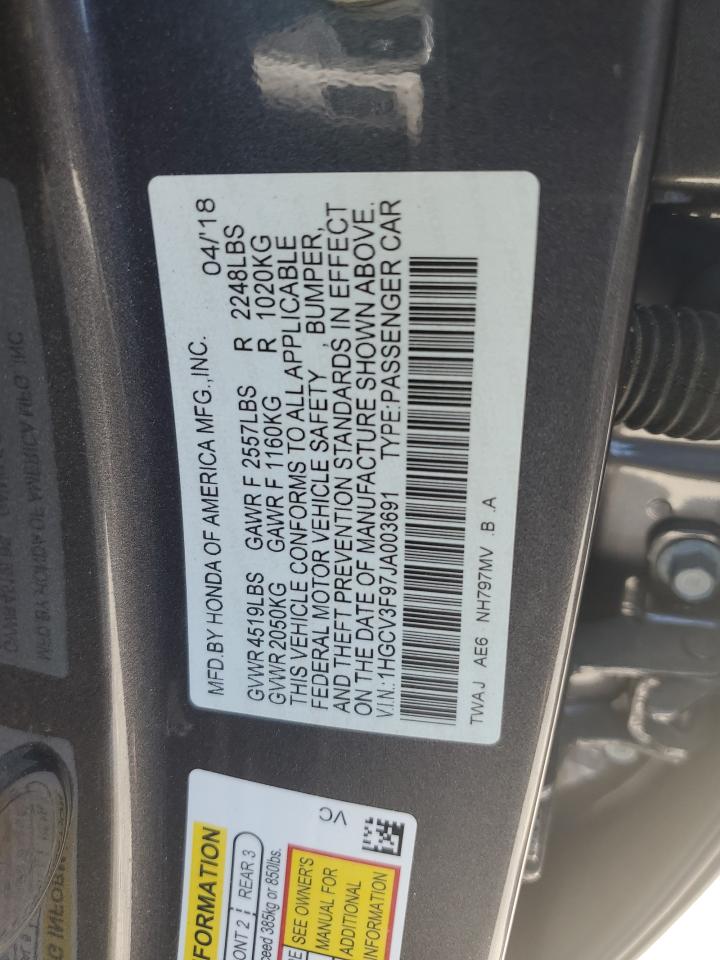 MFD.BY HONDA OF AMERICA MFG.,INC. 04/'18
GVWR 4519LBS GAWR F 2557LBS R 2248LBS
GVWR 2050KG GAWR F 1160KG R 1020KG
THIS VEHICLE CONFORMS TO ALL APPLICABLE
FEDERAL MOTOR VEHICLE SAFETY , BUMPER,
AND THEFT PREVENTION STANDARDS IN EFFECT
ON THE DATE OF MANUFACTURE SHOWN ABOVE.
V.I.N.:1HGCV3F97JA003691 TYPE:PASSENGER CAR
TWAJ AE6 NH797MV .B .A
VC
FORMATION
ONT 2 REAR 3
ceed 385kg or 850lbs.
SEE OWNER'S
MANUAL FOR
ADDITIONAL
INFORMATION